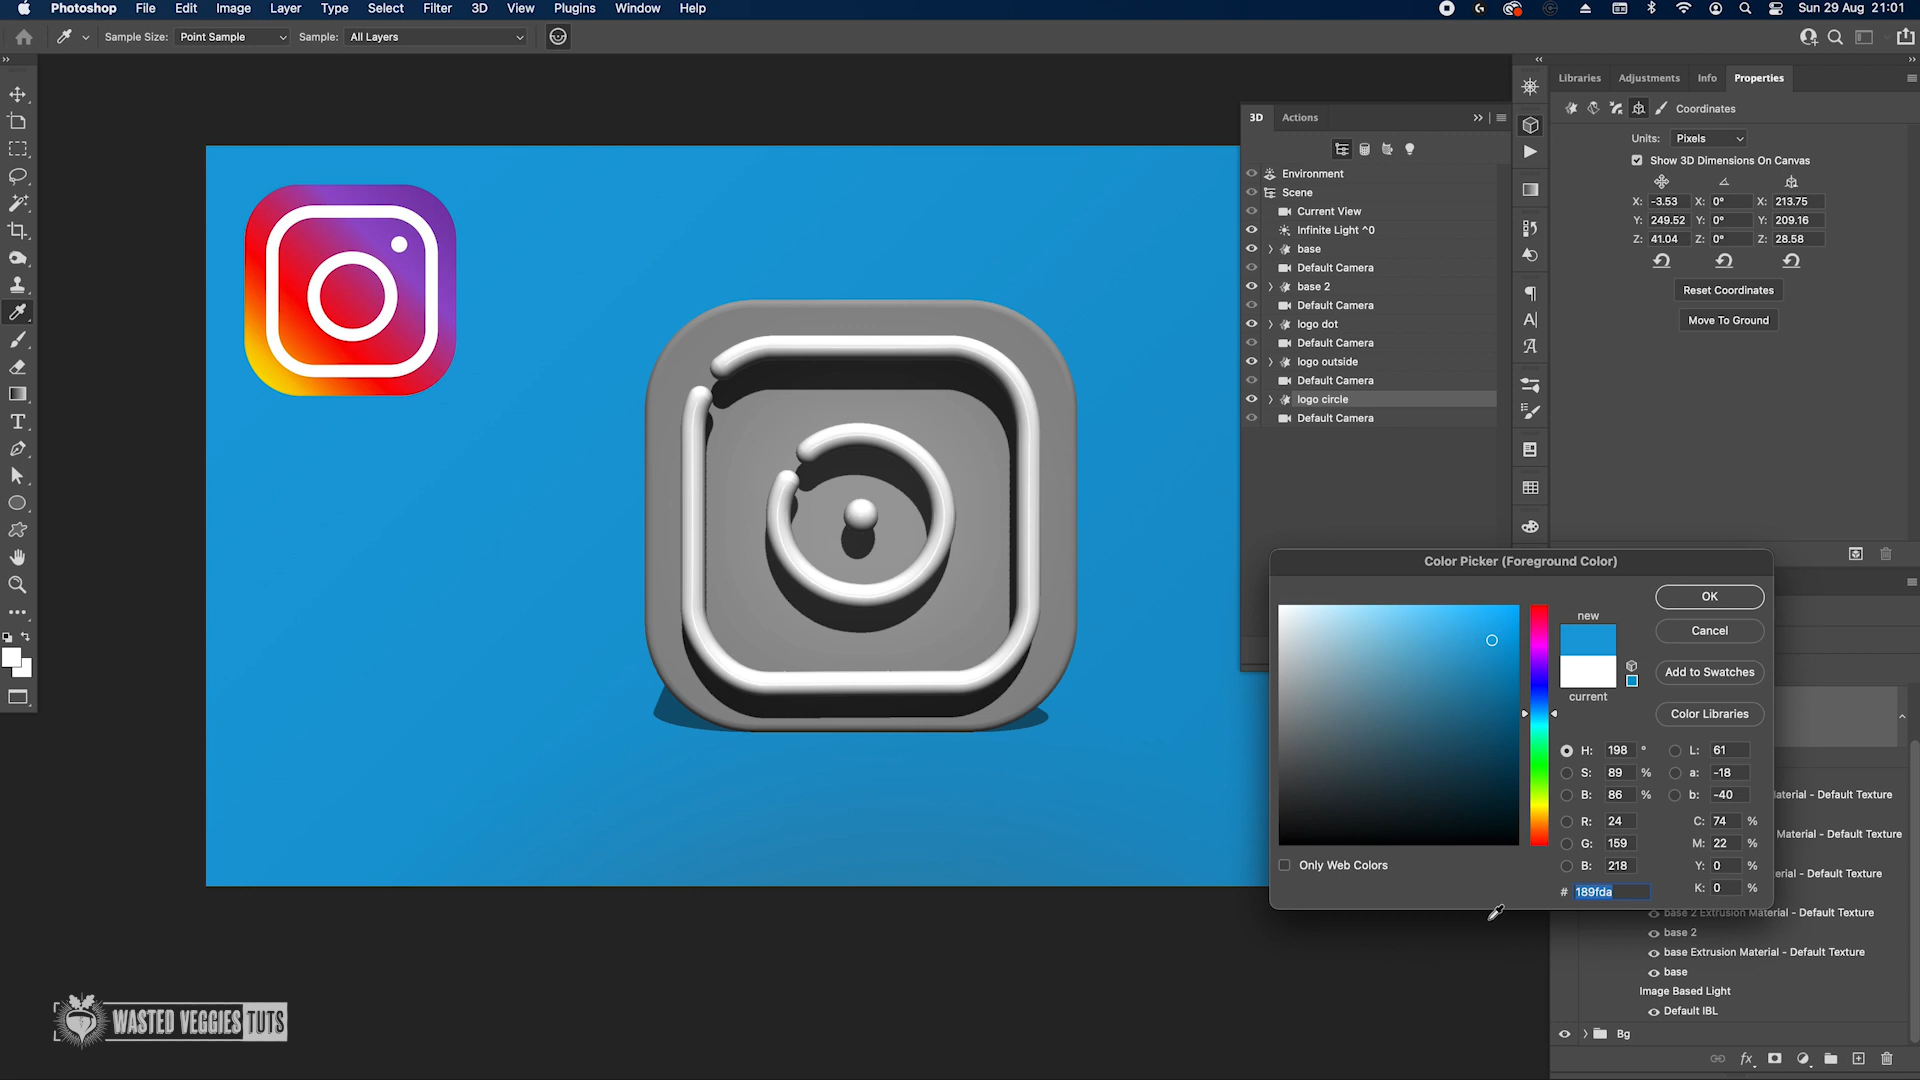 Photoshop File Edit Image Layer Type Select Filter 3D View Plugins Window Help Sun 29 Aug 21:01
Sample Size: Point Sample Sample: All Layers
Libraries Adjustments Info Properties
Coordinates
Units: Pixels
Show 3D Dimensions On Canvas
X: -3.53 X: 0° X: 213.75
Y: 249.52 Y: 0° Y: 209.16
Z: 41.04 Z: 0° Z: 28.58
Reset Coordinates
Move To Ground
3D Actions
Environment
Scene
Current View
Infinite Light ^0
base
Default Camera
base 2
Default Camera
logo dot
Default Camera
logo outside
Default Camera
logo circle
Default Camera
Color Picker (Foreground Color)
new
current
OK
Cancel
Add to Swatches
Color Libraries
H: 198 ° L: 61
S: 89 % a: -18
B: 86 % b: -40
R: 24 C: 74 %
G: 159 M: 22 %
B: 218 Y: 0 %
# 189fda K: 0 %
Only Web Colors
aterial - Default Texture
Material - Default Texture
erial - Default Texture
base 2 Extrusion Material - Default Texture
base 2
base Extrusion Material - Default Texture
base
Image Based Light
Default IBL
Bg
fx
WASTED VEGGIES TUTS